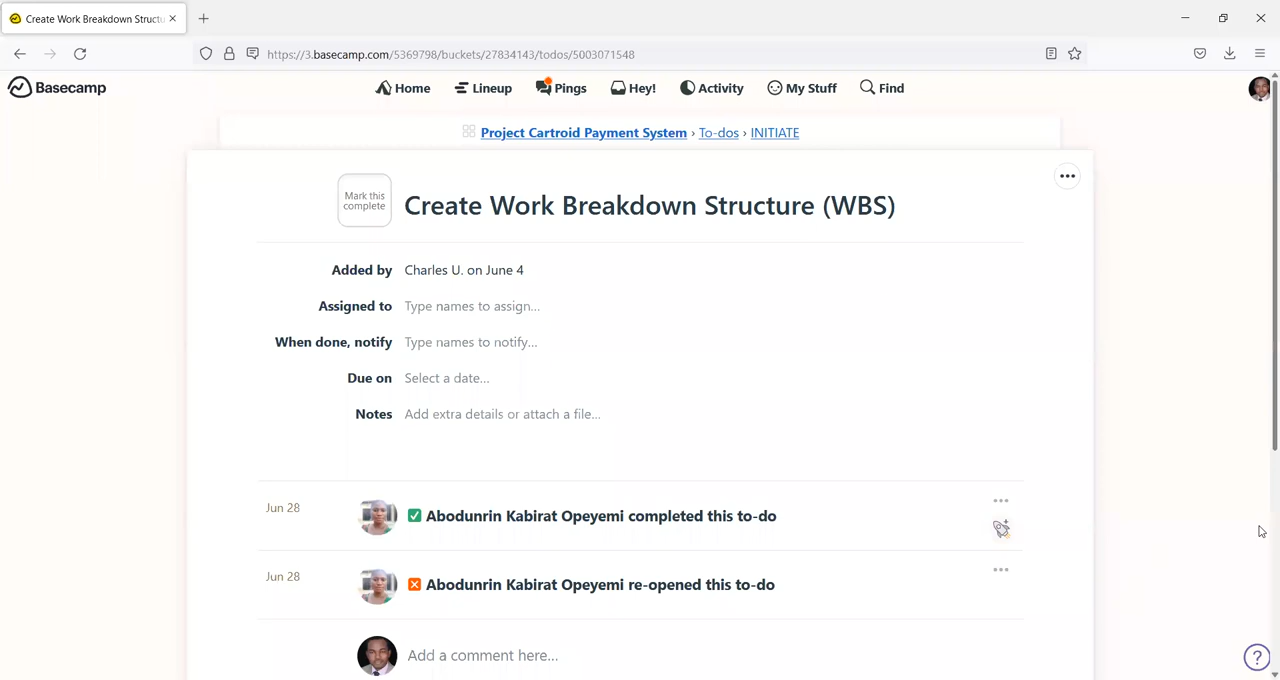 Create Work Breakdown Structu
https://3.basecamp.com/5369798/buckets/27834143/todos/5003071548
Basecamp
Home
Lineup
Pings
Hey!
Activity
My Stuff
Find
Project Cartroid Payment System › To-dos › INITIATE
Mark this
complete
Create Work Breakdown Structure (WBS)
Added by Charles U. on June 4
Assigned to Type names to assign...
When done, notify Type names to notify...
Due on Select a date...
Notes Add extra details or attach a file...
Jun 28
Abodunrin Kabirat Opeyemi completed this to-do
Jun 28
Abodunrin Kabirat Opeyemi re-opened this to-do
Add a comment here...
?